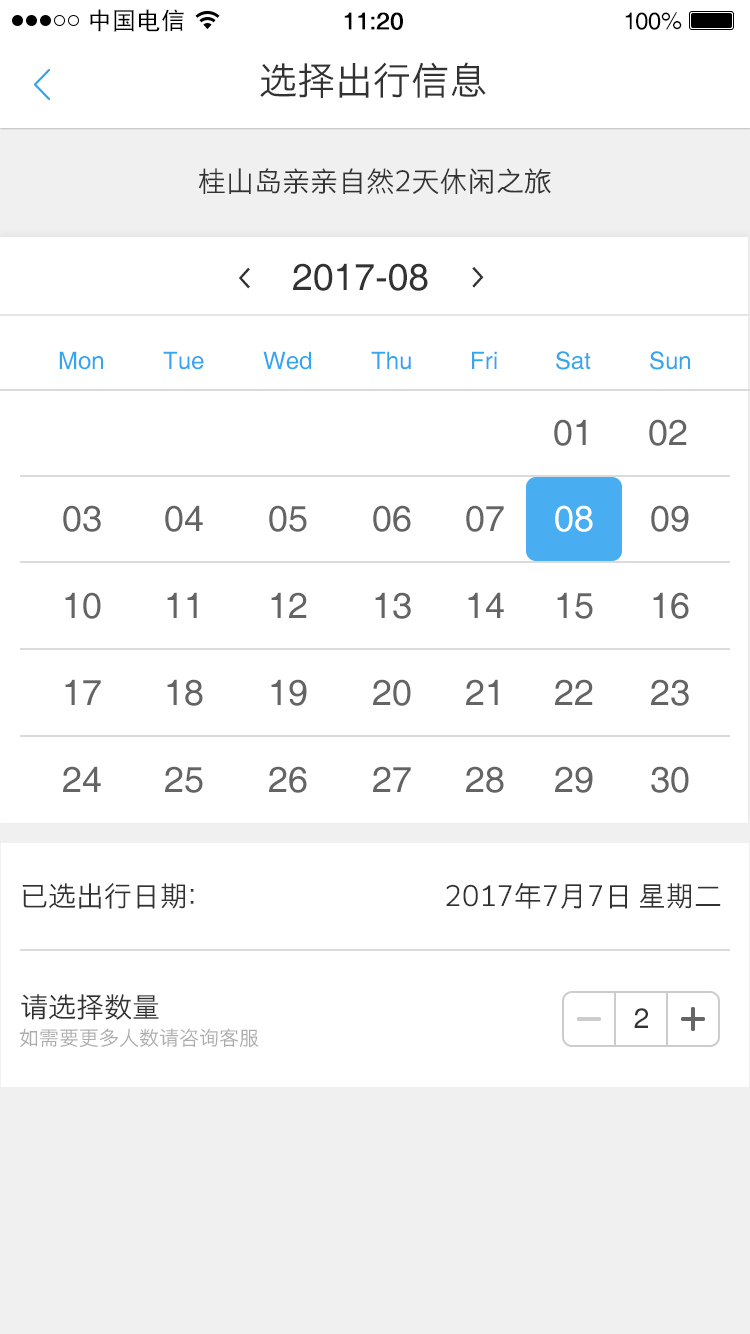 中国电信 11:20 100%
选择出行信息
桂山岛亲亲自然2天休闲之旅
2017-08
Mon Tue Wed Thu Fri Sat Sun
01 02
03 04 05 06 07 08 09
10 11 12 13 14 15 16
17 18 19 20 21 22 23
24 25 26 27 28 29 30
已选出行日期: 2017年7月7日 星期二
请选择数量
如需要更多人数请咨询客服
2